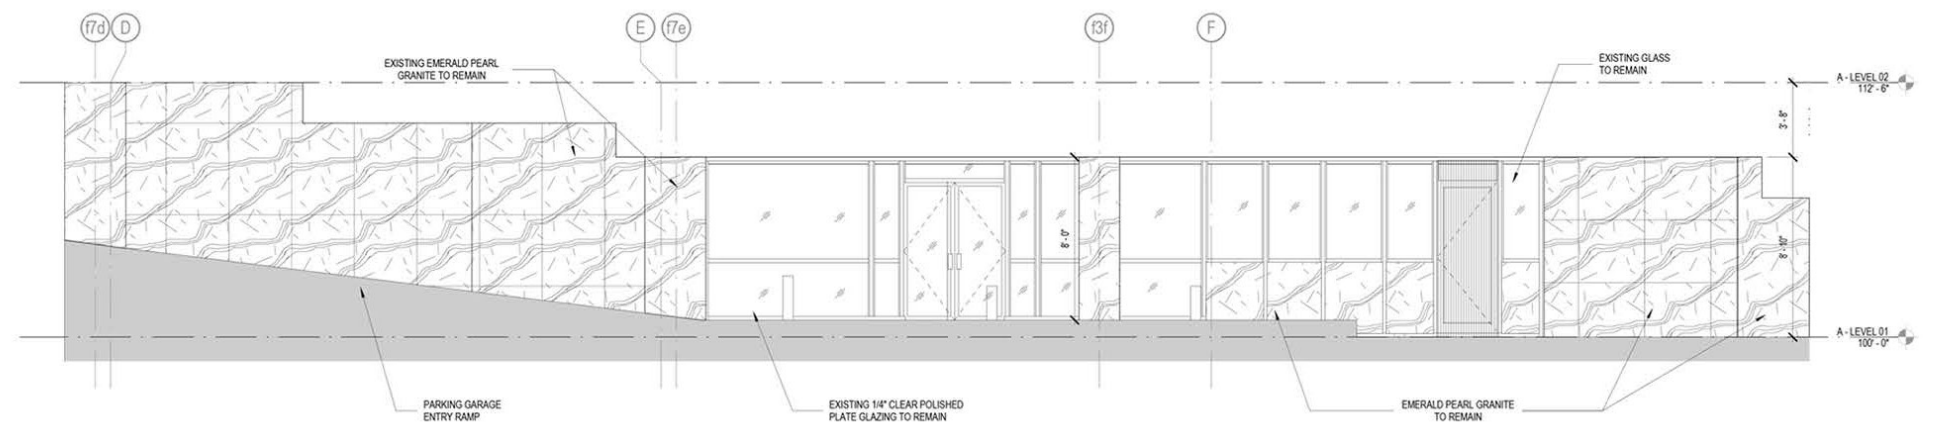 f7d D E f7e f3f F
EXISTING EMERALD PEARL
GRANITE TO REMAIN
EXISTING GLASS
TO REMAIN
A - LEVEL 02
112' - 6"
3' - 8"
8' - 0"
8' - 10"
A - LEVEL 01
100' - 0"
PARKING GARAGE
ENTRY RAMP
EXISTING 1/4" CLEAR POLISHED
PLATE GLAZING TO REMAIN
EMERALD PEARL GRANITE
TO REMAIN